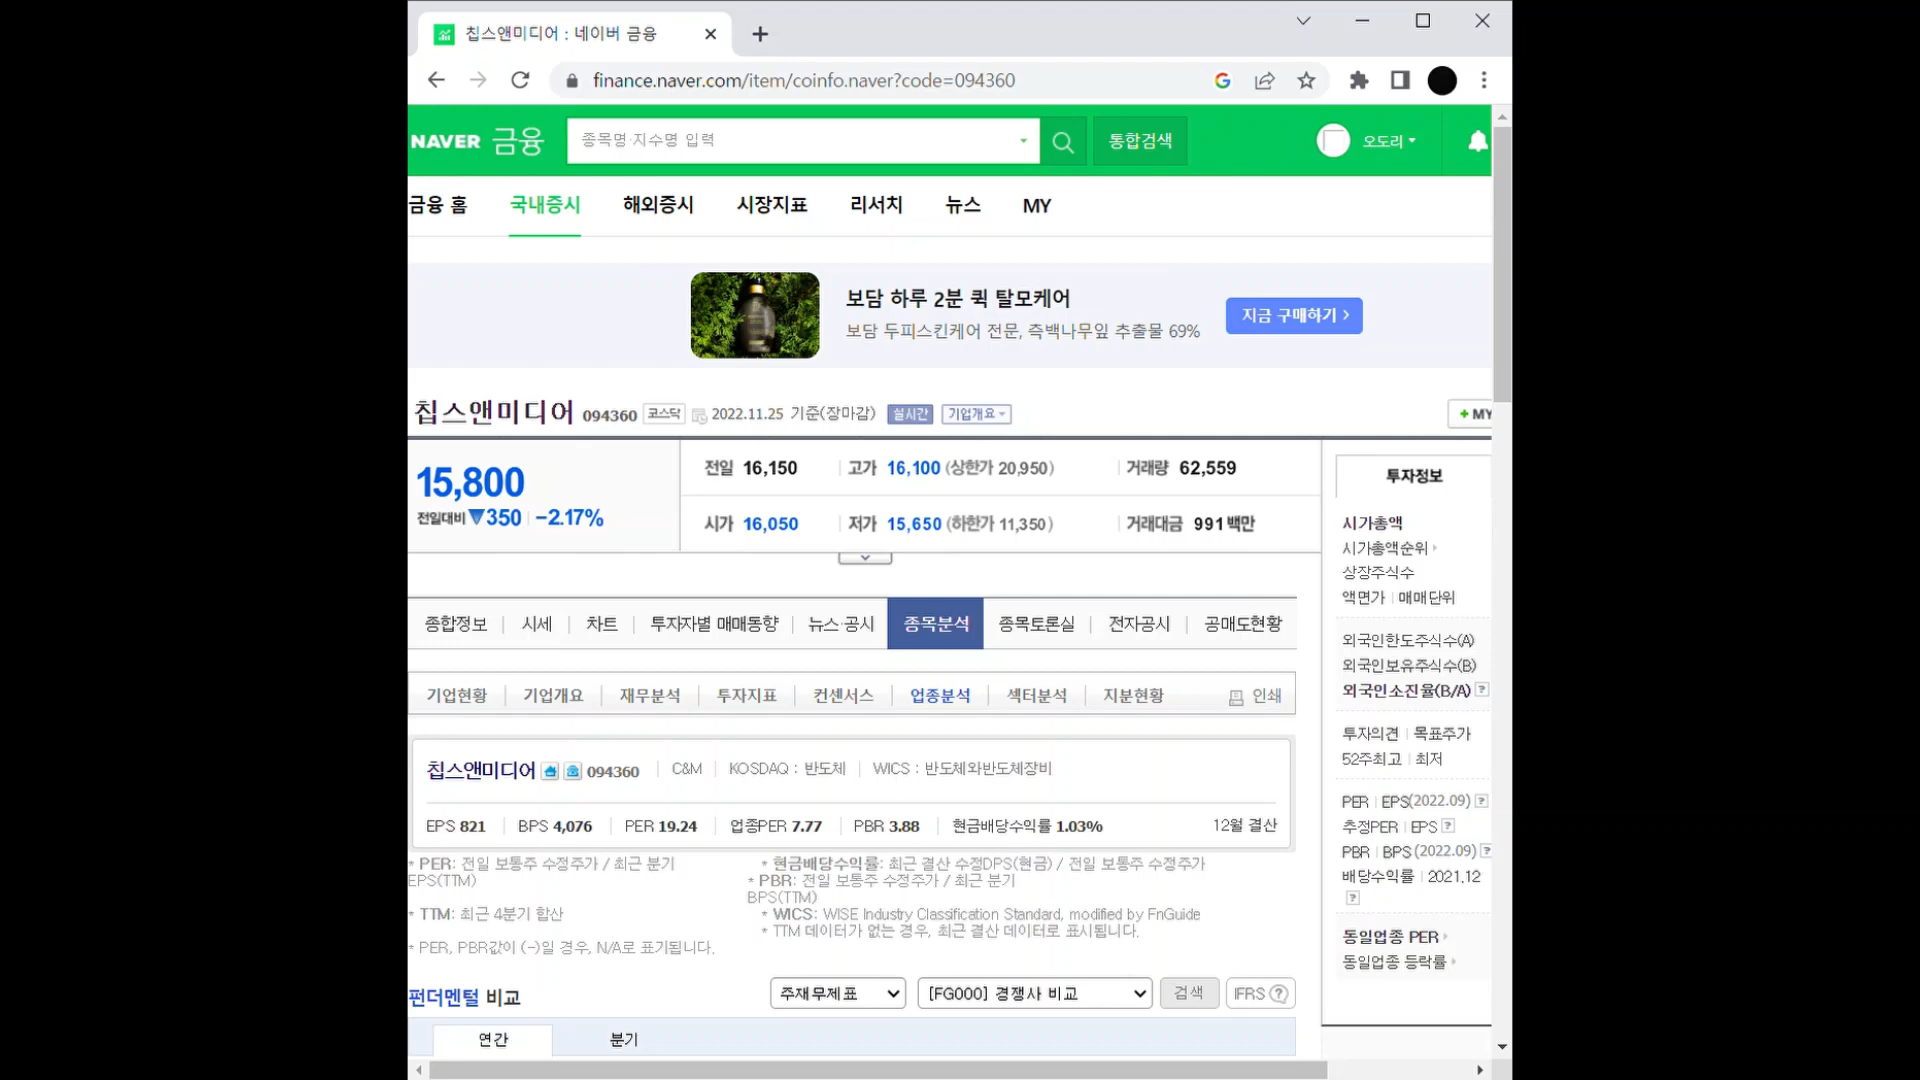 칩스앤미디어 : 네이버 금융
finance.naver.com/item/coinfo.naver?code=094360
NAVER 금융 종목명·지수명 입력 통합검색 오도리
금융 홈 국내증시 해외증시 시장지표 리서치 뉴스 MY
보담 하루 2분 퀵 탈모케어
보담 두피스킨케어 전문, 측백나무잎 추출물 69%
지금 구매하기 >
칩스앤미디어 094360 코스닥 2022.11.25 기준(장마감) 실시간 기업개요 + MY
15,800
전일대비 ▼350 -2.17%
전일 16,150 고가 16,100 (상한가 20,950) 거래량 62,559
시가 16,050 저가 15,650 (하한가 11,350) 거래대금 991백만
종합정보 시세 차트 투자자별 매매동향 뉴스·공시 종목분석 종목토론실 전자공시 공매도현황
기업현황 기업개요 재무분석 투자지표 컨센서스 업종분석 섹터분석 지분현황 인쇄
칩스앤미디어 094360 C&M KOSDAQ : 반도체 WICS : 반도체와반도체장비
EPS 821 BPS 4,076 PER 19.24 업종PER 7.77 PBR 3.88 현금배당수익률 1.03% 12월 결산
* PER: 전일 보통주 수정주가 / 최근 분기
EPS(TTM)
* TTM: 최근 4분기 합산
* PER, PBR값이 (-)일 경우, N/A로 표기됩니다.
* 현금배당수익률: 최근 결산 수정DPS(현금) / 전일 보통주 수정주가
* PBR: 전일 보통주 수정주가 / 최근 분기
BPS(TTM)
* WICS: WISE Industry Classification Standard, modified by FnGuide
* TTM 데이터가 없는 경우, 최근 결산 데이터로 표시됩니다.
펀더멘털 비교 주재무제표 [FG000] 경쟁사 비교 검색 IFRS ?
연간 분기
투자정보
시가총액
시가총액순위
상장주식수
액면가 매매단위
외국인한도주식수(A)
외국인보유주식수(B)
외국인소진율(B/A) ?
투자의견 목표주가
52주최고 최저
PER EPS(2022.09) ?
추정PER EPS ?
PBR BPS (2022.09) ?
배당수익률 2021.12
?
동일업종 PER
동일업종 등락률